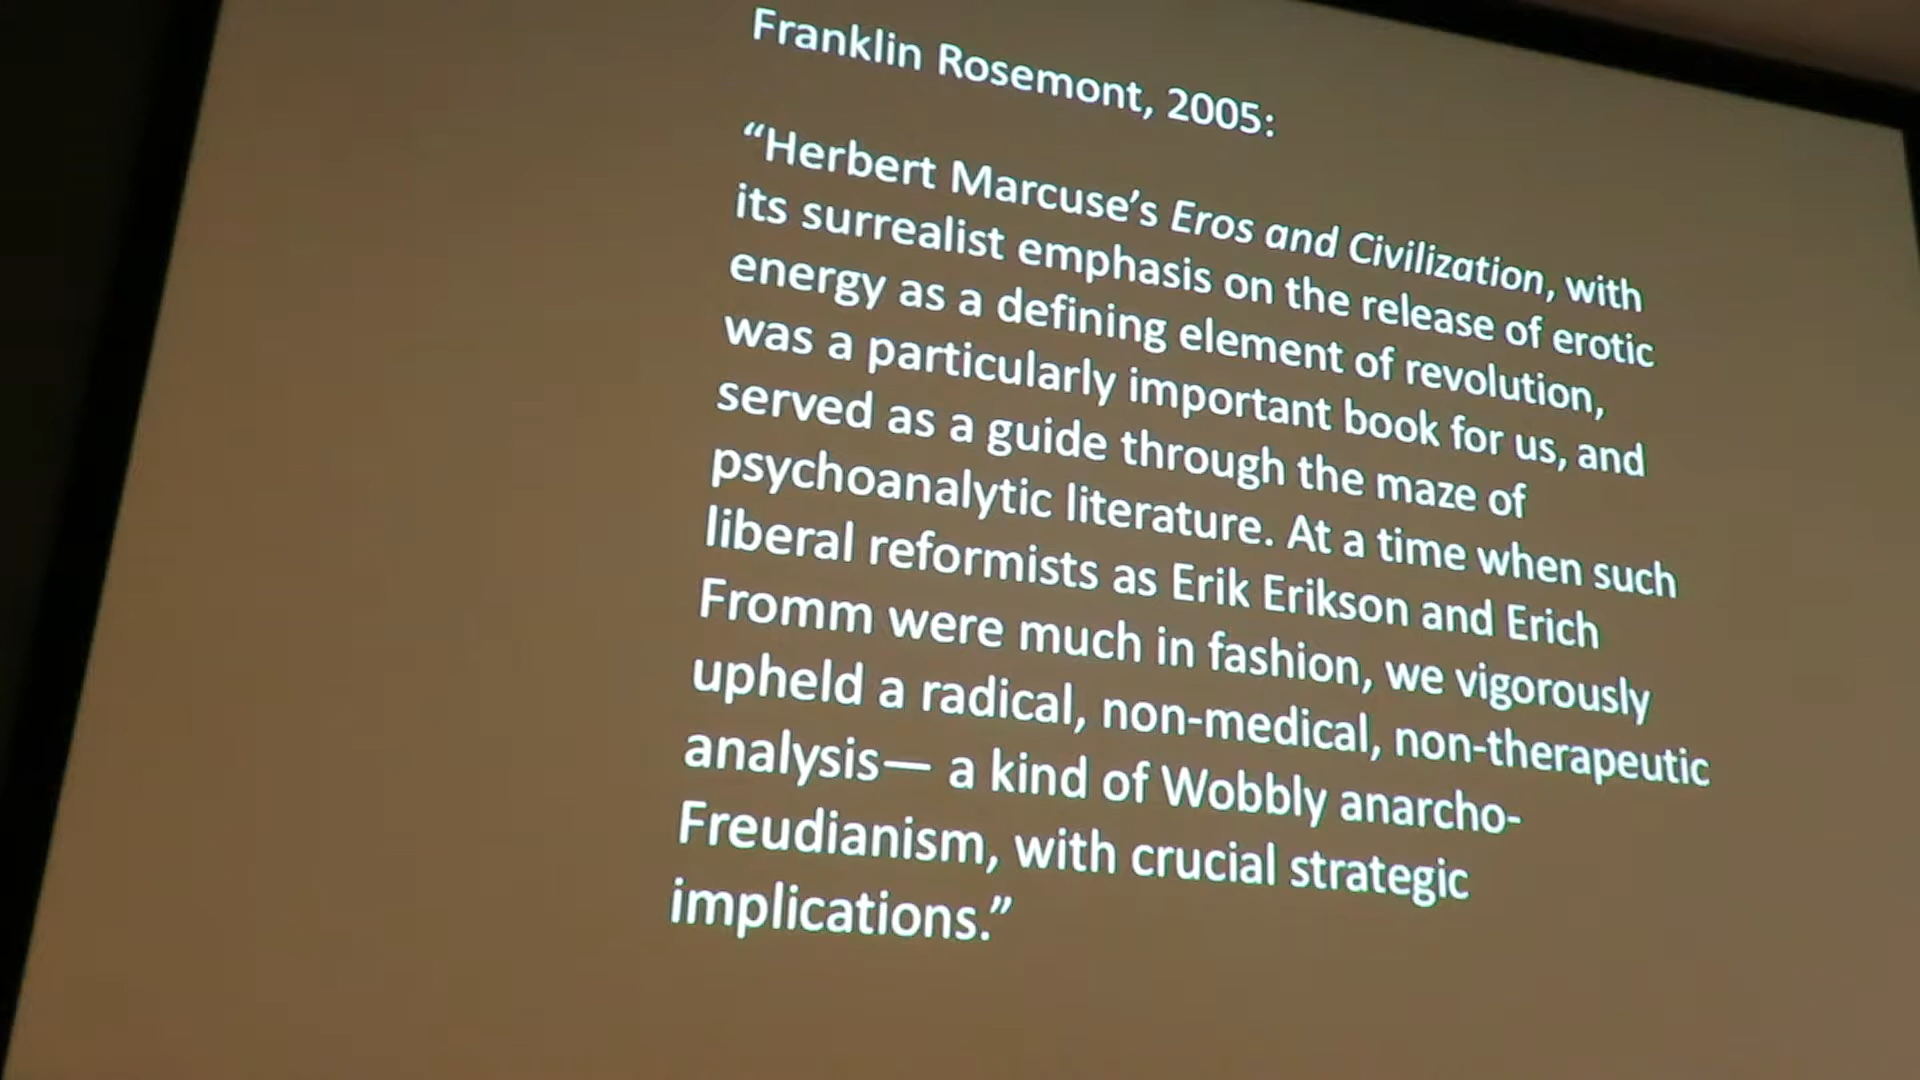 Franklin Rosemont, 2005:
“Herbert Marcuse’s Eros and Civilization, with
its surrealist emphasis on the release of erotic
energy as a defining element of revolution,
was a particularly important book for us, and
served as a guide through the maze of
psychoanalytic literature. At a time when such
liberal reformists as Erik Erikson and Erich
Fromm were much in fashion, we vigorously
upheld a radical, non-medical, non-therapeutic
analysis— a kind of Wobbly anarcho-
Freudianism, with crucial strategic
implications.”